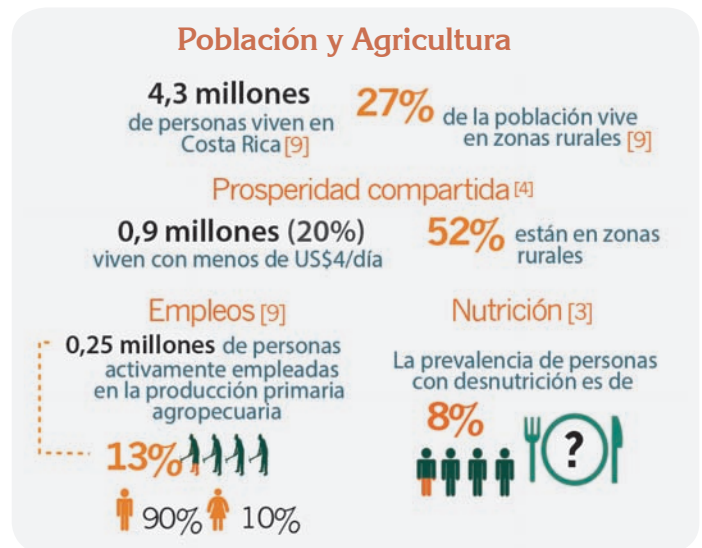 Población y Agricultura
4,3 millones
de personas viven en
Costa Rica [9]
27% de la población vive
en zonas rurales [9]
Prosperidad compartida [4]
0,9 millones (20%)
viven con menos de US$4/día
52% están en zonas
rurales
Empleos [9]
0,25 millones de personas
activamente empleadas
en la producción primaria
agropecuaria
13%
90% 10%
Nutrición [3]
La prevalencia de personas
con desnutrición es de
8%
?